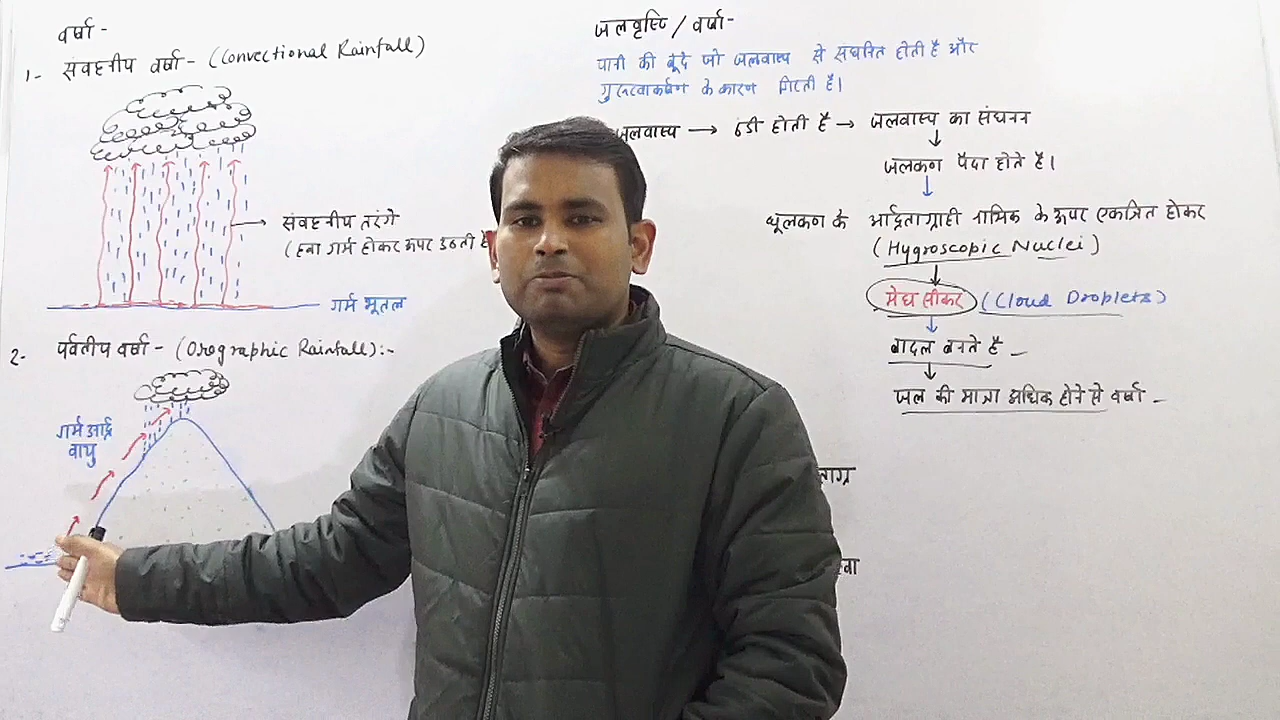 वर्षा -
1- संवहनीय वर्षा - (Convectional Rainfall)
संवहनीय तरंगे
(हवा गर्म होकर ऊपर उठती है
गर्म भूतल
2- पर्वतीय वर्षा - (Orographic Rainfall):-
गर्म आर्द्र
वायु
जलवृष्टि / वर्षा -
पानी की बूंदे जो जलवाष्प से संघनित होती है और
गुरुत्वाकर्षण के कारण गिरती है।
जलवाष्प → ठंडी होती है → जलवाष्प का संघनन
जलकण पैदा होते है।
धूलकण के आर्द्रताग्राही नाभिक के ऊपर एकत्रित होकर
(Hygroscopic Nuclei)
मेघ सीकर (Cloud Droplets)
बादल बनते है -
जल की मात्रा अधिक होने से वर्षा -